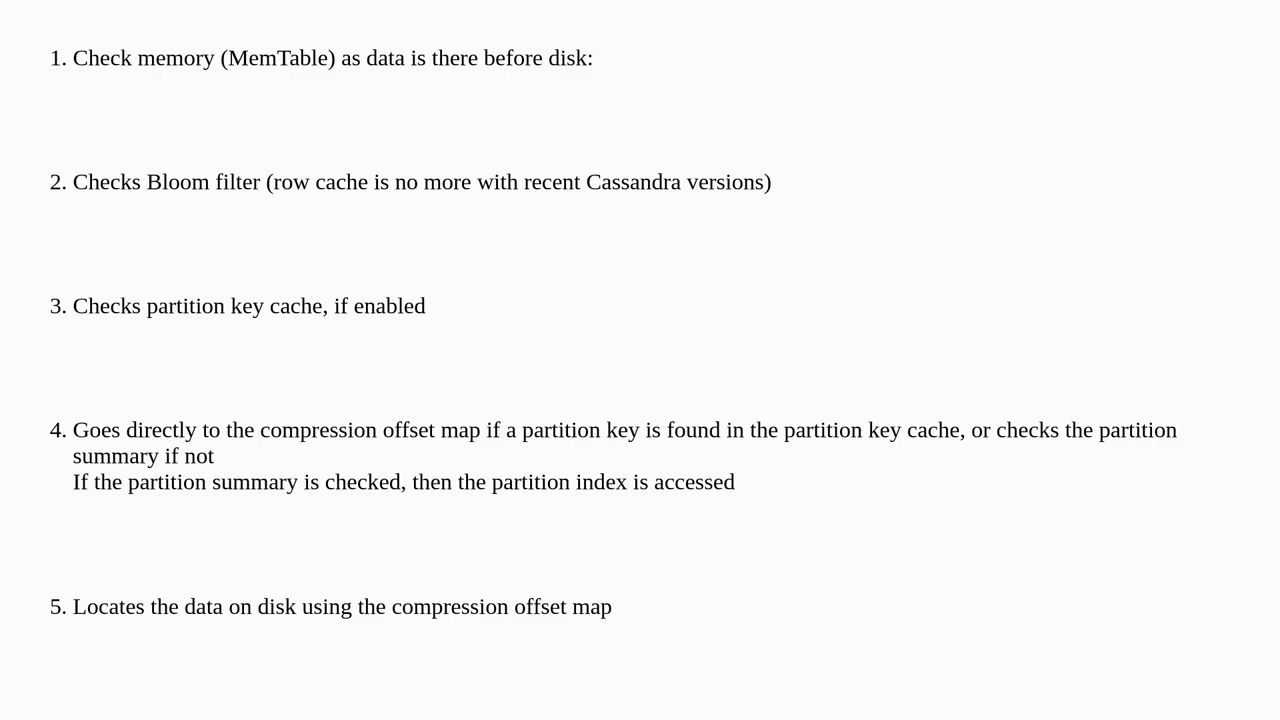 1. Check memory (MemTable) as data is there before disk:
2. Checks Bloom filter (row cache is no more with recent Cassandra versions)
3. Checks partition key cache, if enabled
4. Goes directly to the compression offset map if a partition key is found in the partition key cache, or checks the partition
summary if not
If the partition summary is checked, then the partition index is accessed
5. Locates the data on disk using the compression offset map